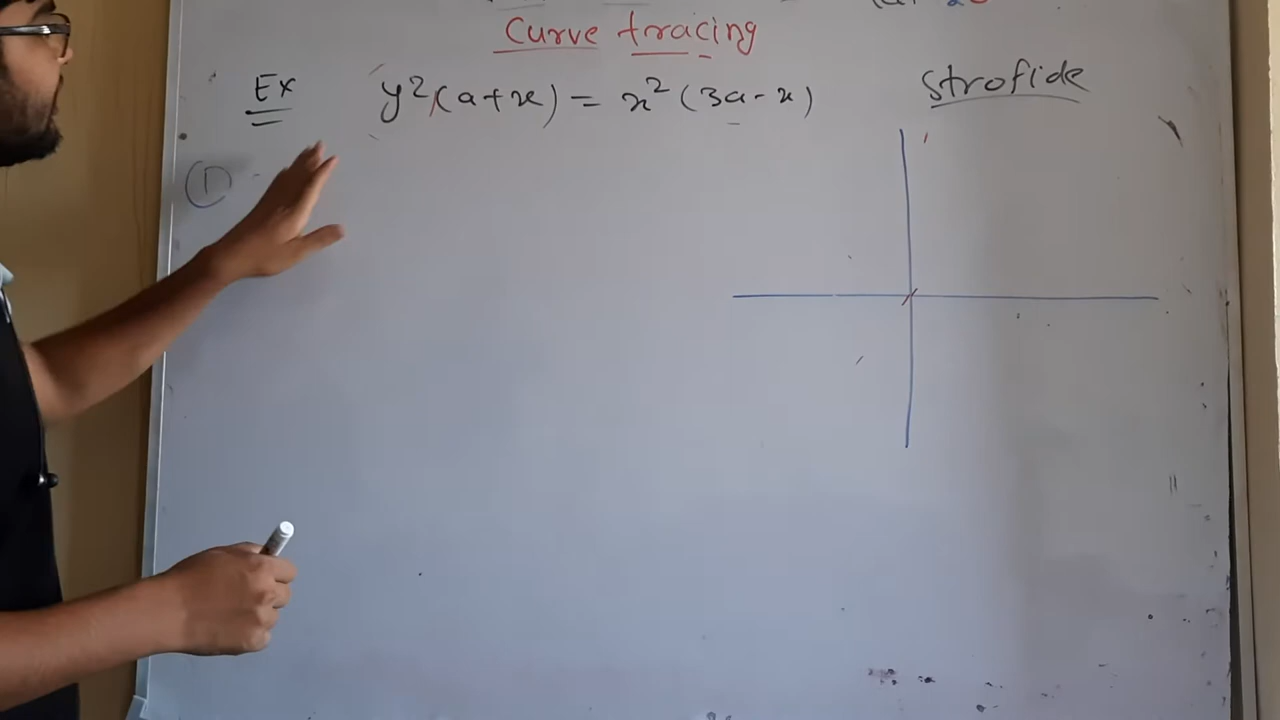 Curve tracing
Ex y²(a+x) = x²(3a-x) Strofide
①